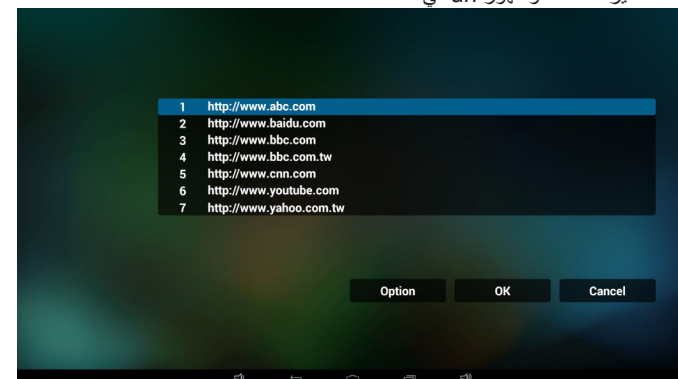 url في
1 http://www.abc.com
2 http://www.baidu.com
3 http://www.bbc.com
4 http://www.bbc.com.tw
5 http://www.cnn.com
6 http://www.youtube.com
7 http://www.yahoo.com.tw
Option OK Cancel